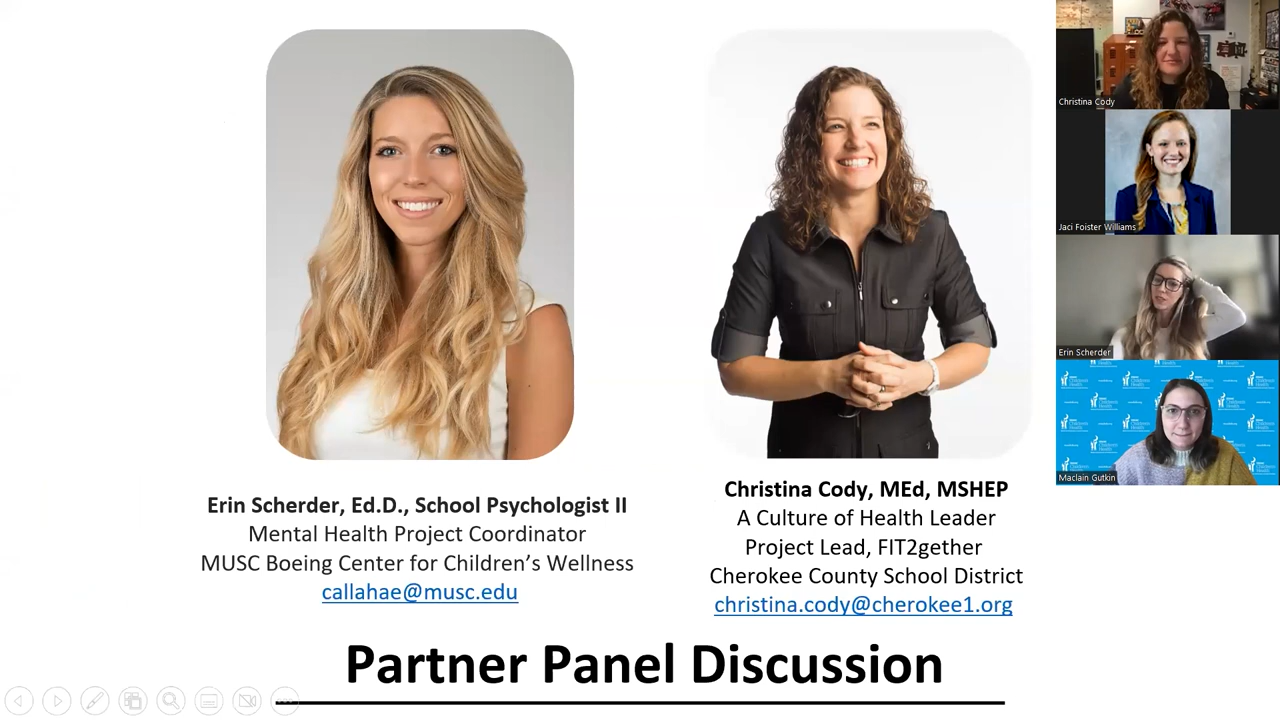 Erin Scherder, Ed.D., School Psychologist II
Mental Health Project Coordinator
MUSC Boeing Center for Children's Wellness
callahae@musc.edu
Christina Cody, MEd, MSHEP
A Culture of Health Leader
Project Lead, FIT2gether
Cherokee County School District
christina.cody@cherokee1.org
Partner Panel Discussion
Christina Cody
Jaci Foister Williams
Erin Scherder
Maclain Gutkin